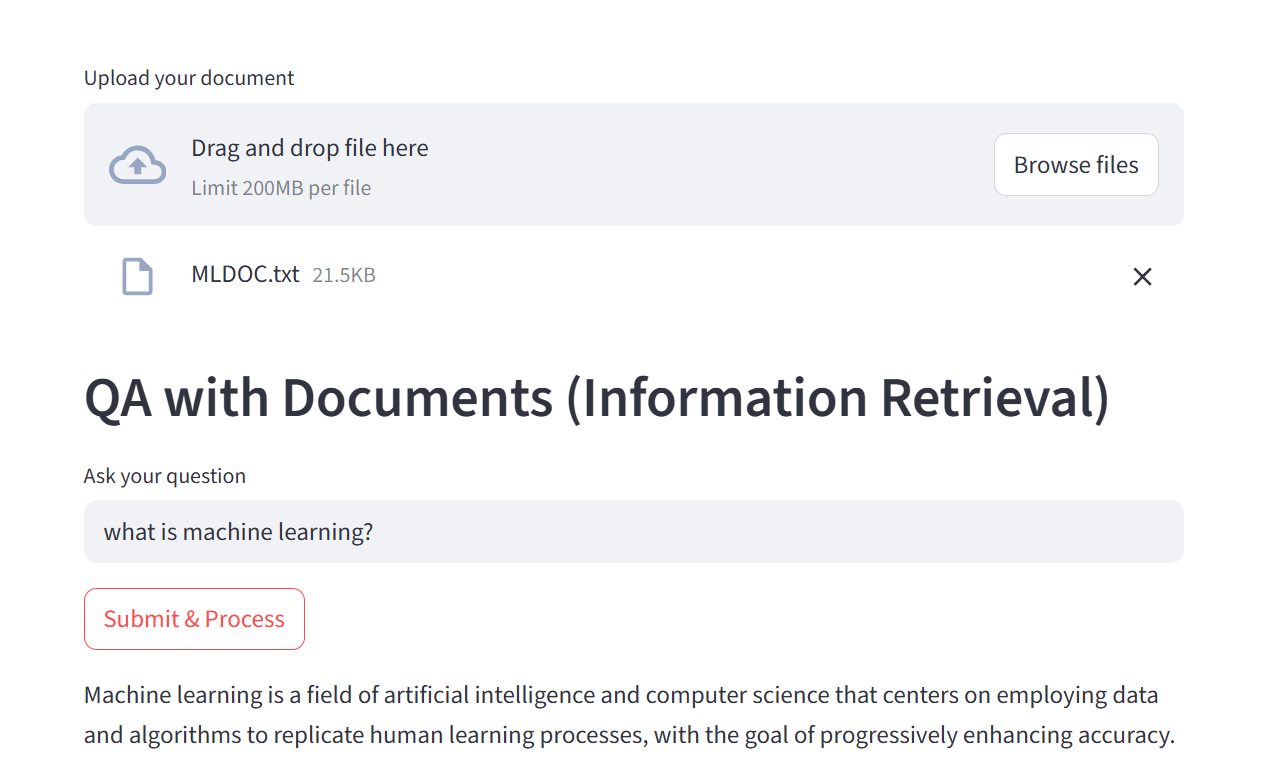 Upload your document
Drag and drop file here
Limit 200MB per file
Browse files
MLDOC.txt 21.5KB
QA with Documents (Information Retrieval)
Ask your question
what is machine learning?
Submit & Process
Machine learning is a field of artificial intelligence and computer science that centers on employing data
and algorithms to replicate human learning processes, with the goal of progressively enhancing accuracy.